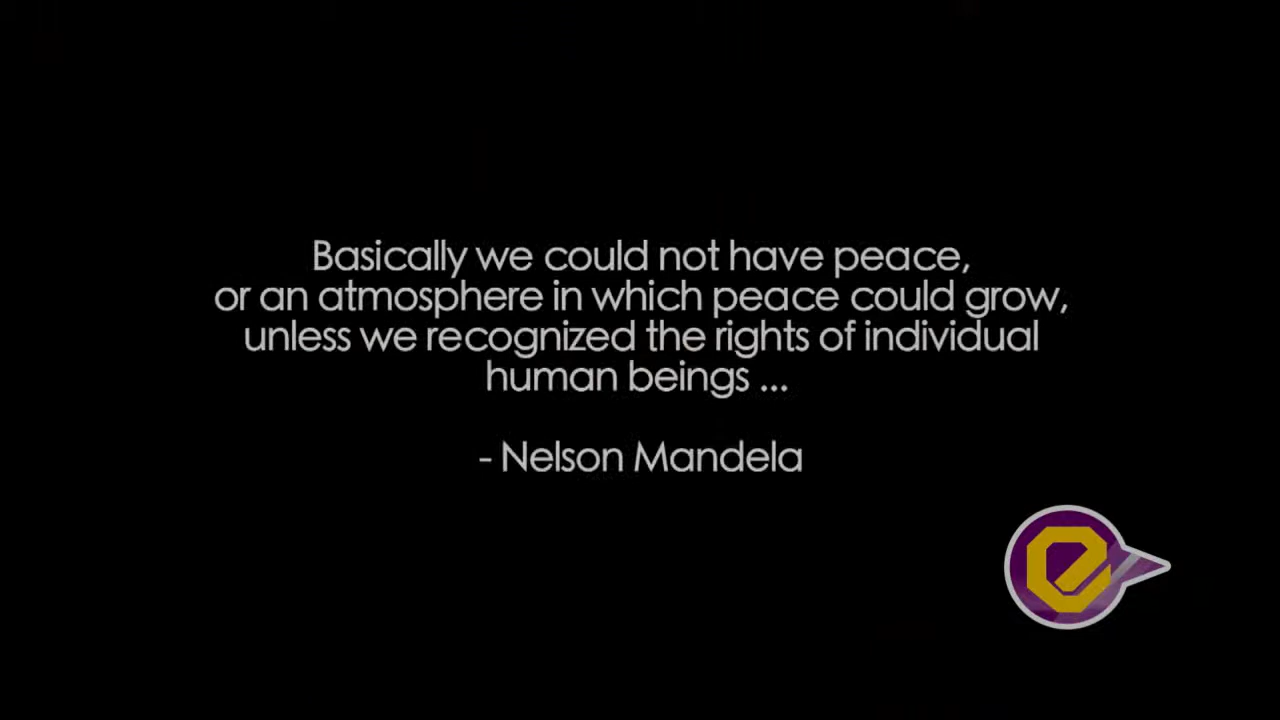 Basically we could not have peace,
or an atmosphere in which peace could grow,
unless we recognized the rights of individual
human beings ...
- Nelson Mandela
e